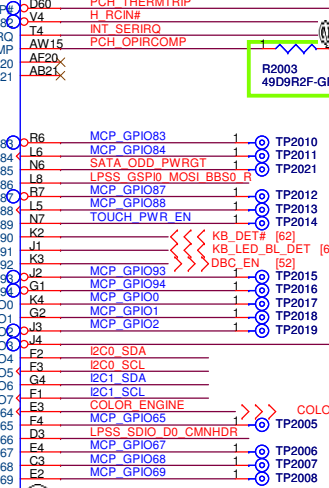 D60 PCH_THERMTRIP
V4 H_RCIN#
T4 INT_SERIRQ
AW15 PCH_OPIRCOMP 1
AF20
AB21
R2003
49D9R2F-GI
R6 MCP_GPIO83 1 TP2010
L6 MCP_GPIO84 1 TP2011
N6 SATA_ODD_PWRGT 1 TP2021
L8 LPSS_GSPI0_MOSI_BBS0_R
R7 MCP_GPIO87 1 TP2012
L5 MCP_GPIO88 1 TP2013
N7 TOUCH_PWR_EN 1 TP2014
K2 KB_DET# [62]
J1 KB_LED_BL_DET [6
K3 DBC_EN [52]
J2 MCP_GPIO93 1 TP2015
G1 MCP_GPIO94 1 TP2016
K4 MCP_GPIO0 1 TP2017
G2 MCP_GPIO1 1 TP2018
J3 MCP_GPIO2 1 TP2019
J4
F2 I2C0_SDA
F3 I2C0_SCL
G4 I2C1_SDA
F1 I2C1_SCL
E3 COLOR_ENGINE COLO
F4 MCP_GPIO65 1 TP2005
D3 LPSS_SDIO_D0_CMNHDR
E4 MCP_GPIO67 1 TP2006
C3 MCP_GPIO68 1 TP2007
E2 MCP_GPIO69 1 TP2008